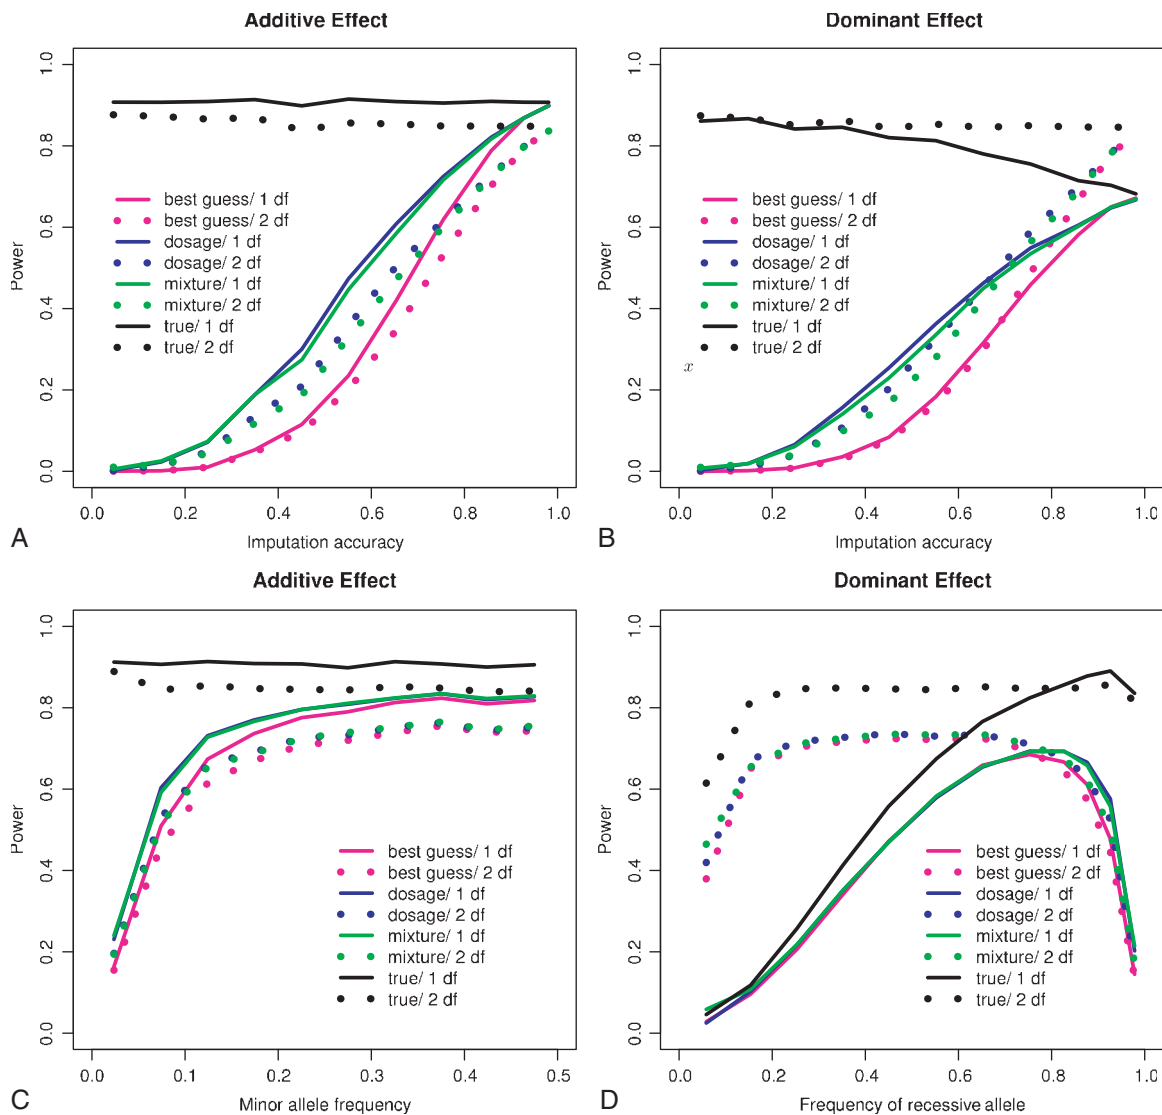 Additive Effect
Power
0.0 0.2 0.4 0.6 0.8 1.0
best guess/ 1 df
best guess/ 2 df
dosage/ 1 df
dosage/ 2 df
mixture/ 1 df
mixture/ 2 df
true/ 1 df
true/ 2 df
0.0 0.2 0.4 0.6 0.8 1.0
Imputation accuracy
A
Dominant Effect
Power
0.0 0.2 0.4 0.6 0.8 1.0
best guess/ 1 df
best guess/ 2 df
dosage/ 1 df
dosage/ 2 df
mixture/ 1 df
mixture/ 2 df
true/ 1 df
true/ 2 df
x
0.0 0.2 0.4 0.6 0.8 1.0
Imputation accuracy
B
Additive Effect
Power
0.0 0.2 0.4 0.6 0.8 1.0
best guess/ 1 df
best guess/ 2 df
dosage/ 1 df
dosage/ 2 df
mixture/ 1 df
mixture/ 2 df
true/ 1 df
true/ 2 df
0.0 0.1 0.2 0.3 0.4 0.5
Minor allele frequency
C
Dominant Effect
Power
0.0 0.2 0.4 0.6 0.8 1.0
best guess/ 1 df
best guess/ 2 df
dosage/ 1 df
dosage/ 2 df
mixture/ 1 df
mixture/ 2 df
true/ 1 df
true/ 2 df
0.0 0.2 0.4 0.6 0.8 1.0
Frequency of recessive allele
D